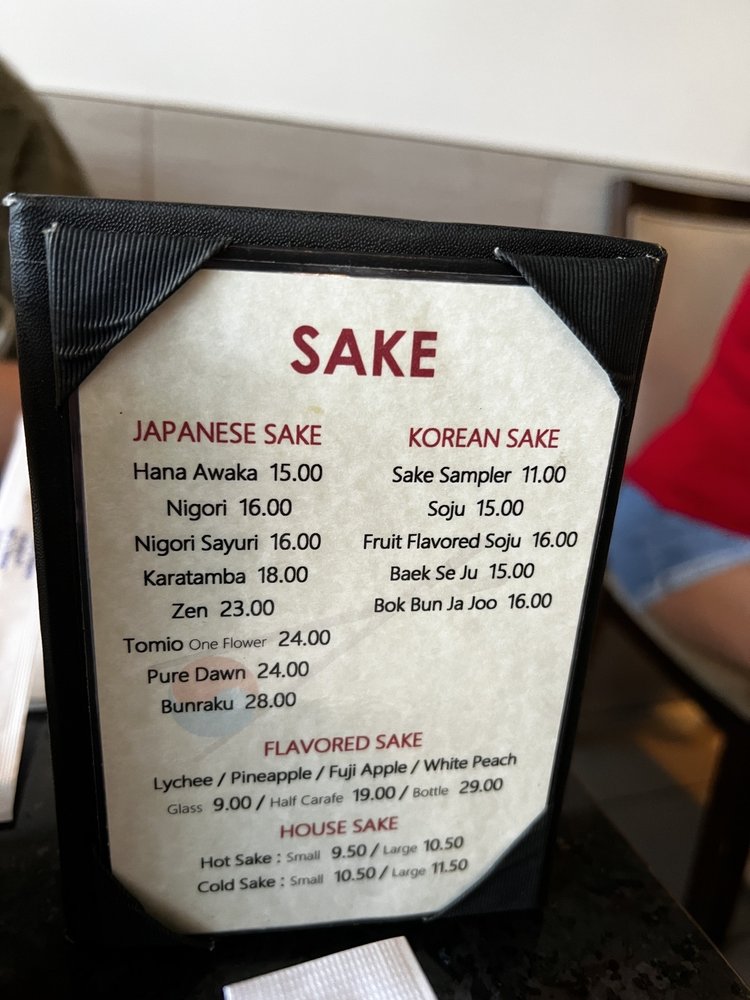 SAKE
JAPANESE SAKE
Hana Awaka 15.00
Nigori 16.00
Nigori Sayuri 16.00
Karatamba 18.00
Zen 23.00
Tomio One Flower 24.00
Pure Dawn 24.00
Bunraku 28.00
KOREAN SAKE
Sake Sampler 11.00
Soju 15.00
Fruit Flavored Soju 16.00
Baek Se Ju 15.00
Bok Bun Ja Joo 16.00
FLAVORED SAKE
Lychee / Pineapple / Fuji Apple / White Peach
Glass 9.00 / Half Carafe 19.00 / Bottle 29.00
HOUSE SAKE
Hot Sake : Small 9.50 / Large 10.50
Cold Sake : Small 10.50 / Large 11.50